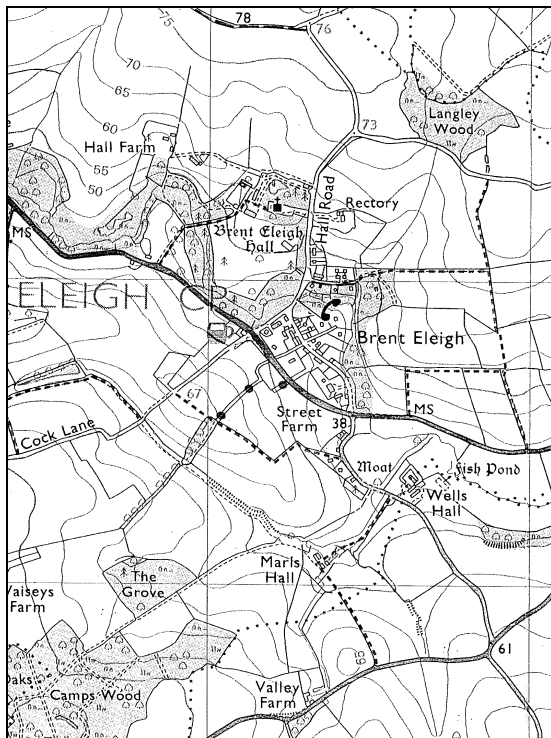 75
78
76
70
65
60
55
50
Hall Farm
Langley
Wood
73
MS
Rectory
Hall Road
Brent Eleigh
Hall
ELEIGH CP
Brent Eleigh
67
Street
Farm
38
MS
Cock Lane
Moat
Fish Pond
Wells
Hall
Marls
Hall
The
Grove
Vaiseys
Farm
65
61
Oaks
Camps Wood
Valley
Farm